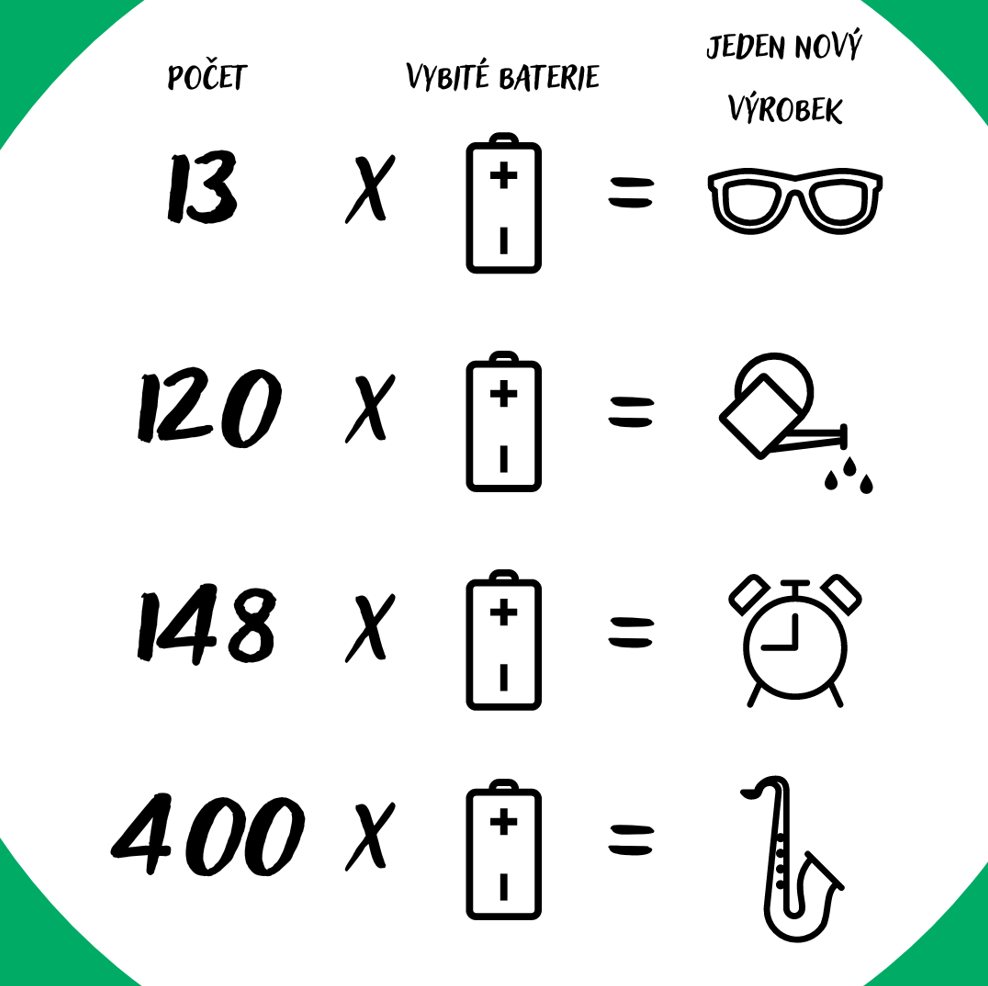 POČET VYBITÉ BATERIE JEDEN NOVÝ
VÝROBEK
13 X + - =
120 X + - =
148 X + - =
400 X + - =